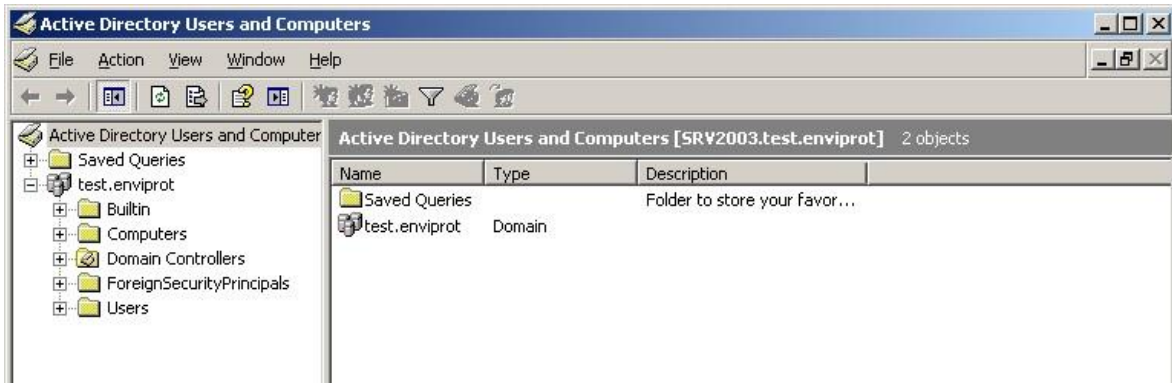 Active Directory Users and Computers
File Action View Window Help
Active Directory Users and Computer
Saved Queries
test.enviprot
Builtin
Computers
Domain Controllers
ForeignSecurityPrincipals
Users
Active Directory Users and Computers [SRV2003.test.enviprot] 2 objects
Name Type Description
Saved Queries Folder to store your favor...
test.enviprot Domain